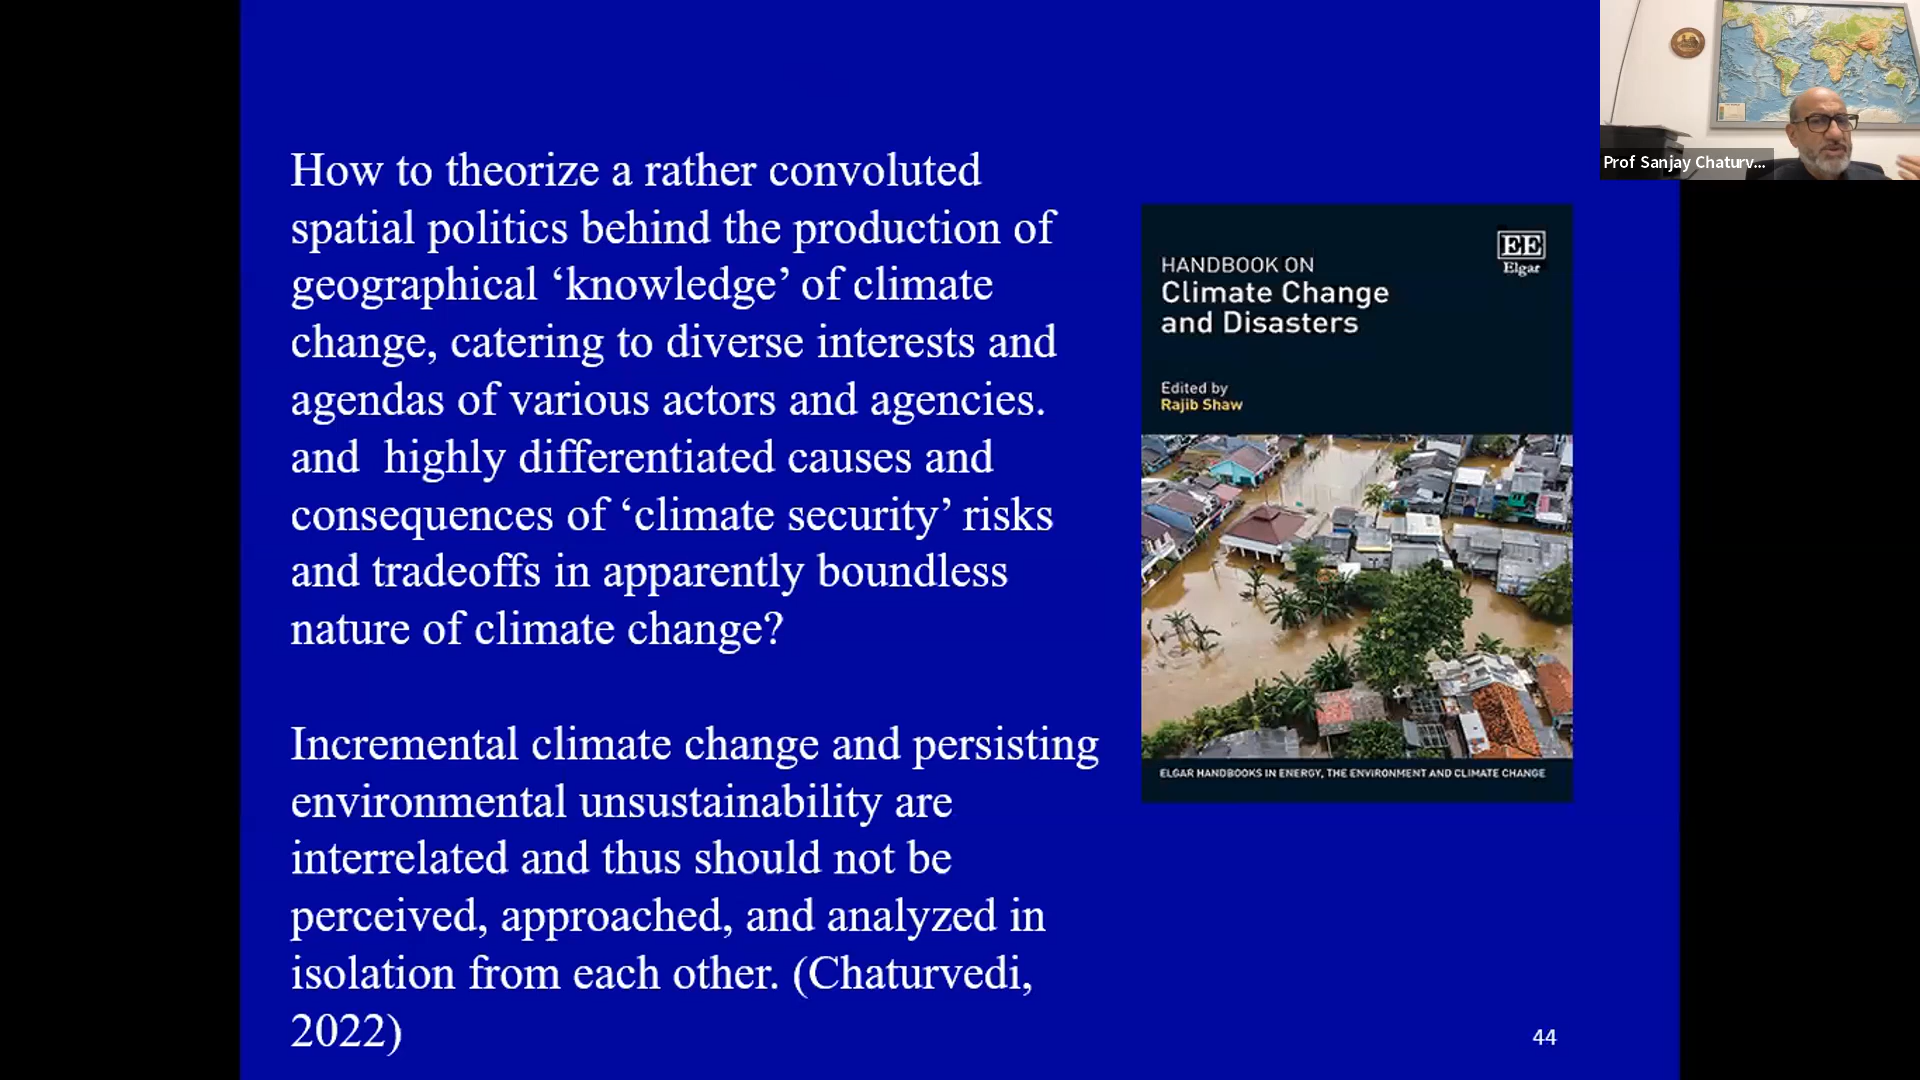 How to theorize a rather convoluted
spatial politics behind the production of
geographical ‘knowledge’ of climate
change, catering to diverse interests and
agendas of various actors and agencies.
and  highly differentiated causes and
consequences of ‘climate security’ risks
and tradeoffs in apparently boundless
nature of climate change?
Incremental climate change and persisting
environmental unsustainability are
interrelated and thus should not be
perceived, approached, and analyzed in
isolation from each other. (Chaturvedi,
2022)
EE
Elgar
HANDBOOK ON
Climate Change
and Disasters
Edited by
Rajib Shaw
ELGAR HANDBOOKS IN ENERGY, THE ENVIRONMENT AND CLIMATE CHANGE
44
Prof Sanjay Chaturv...